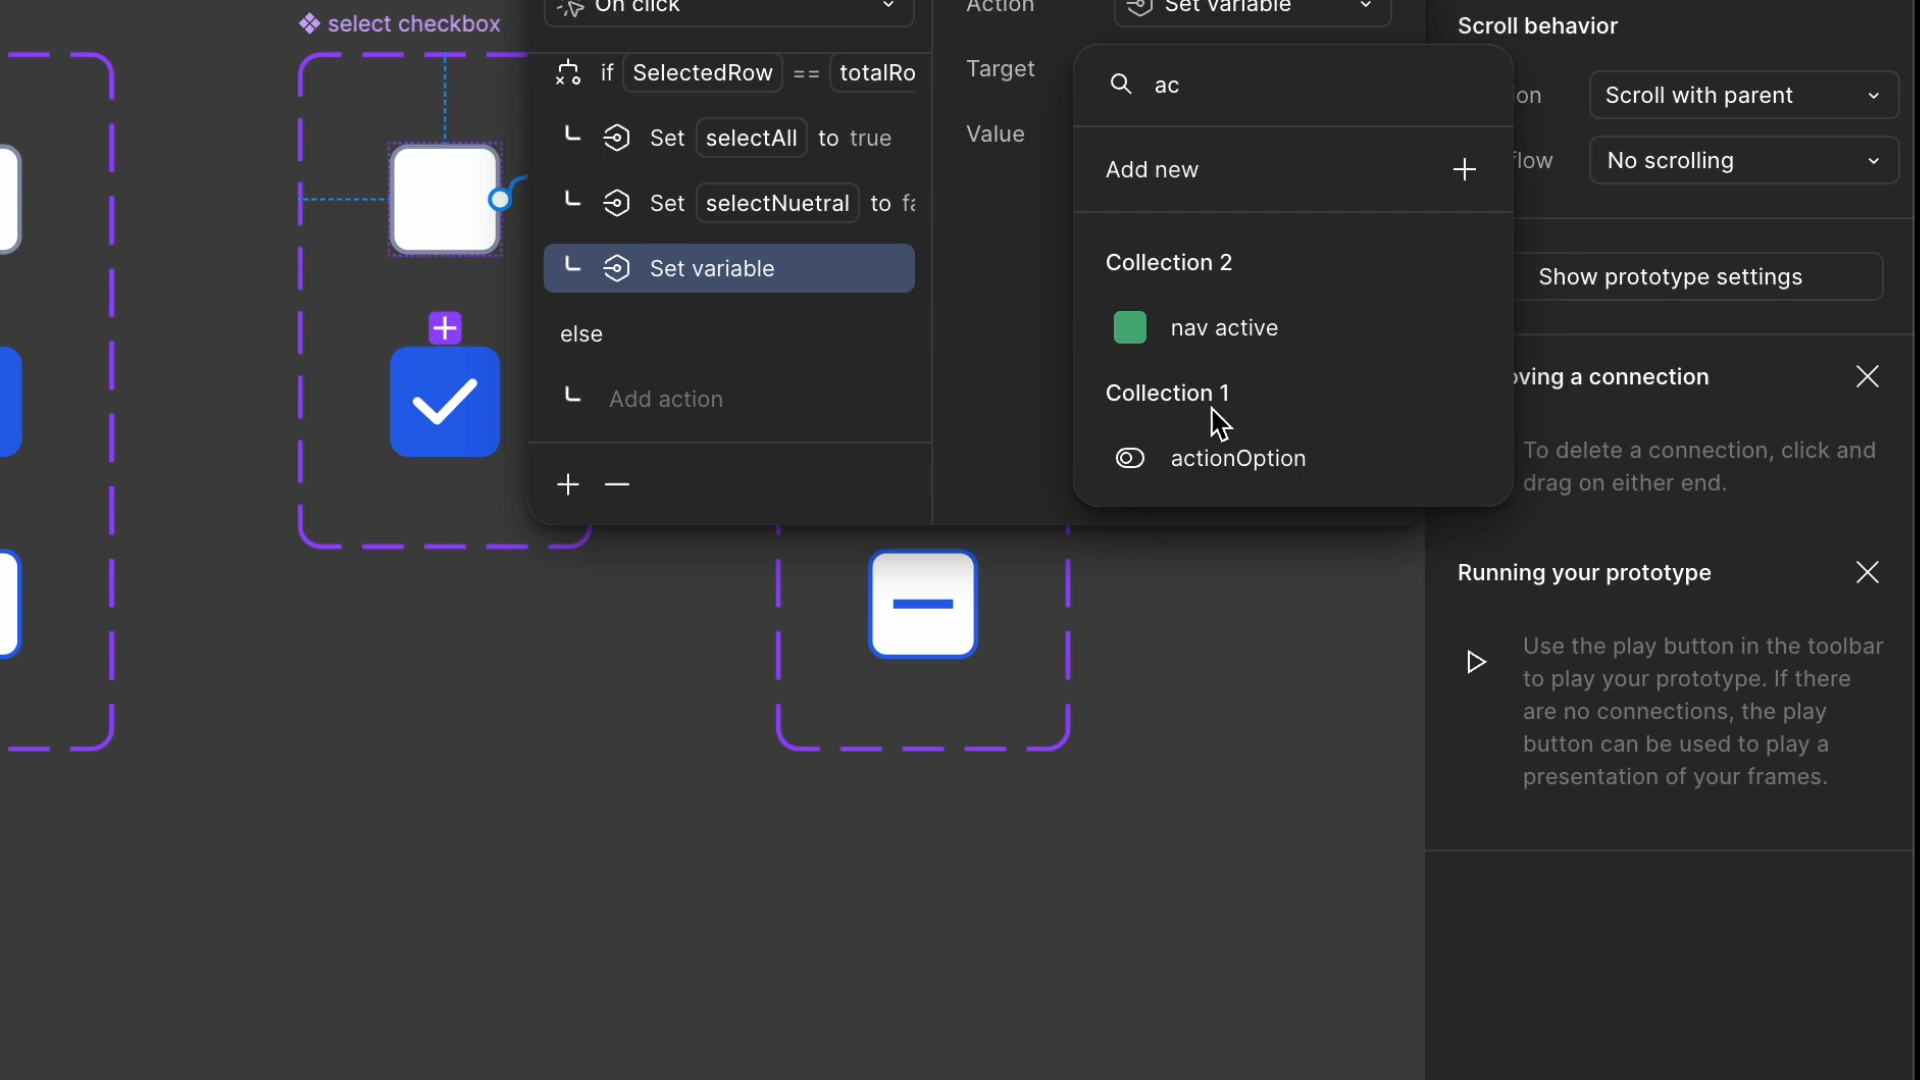 select checkbox
On click
if SelectedRow == totalRo
Set selectAll to true
Set selectNuetral to fa
Set variable
else
Add action
Action
Set variable
Target
Value
ac
Add new
Collection 2
nav active
Collection 1
actionOption
Scroll behavior
ion
Scroll with parent
flow
No scrolling
Show prototype settings
oving a connection
To delete a connection, click and
drag on either end.
Running your prototype
Use the play button in the toolbar
to play your prototype. If there
are no connections, the play
button can be used to play a
presentation of your frames.